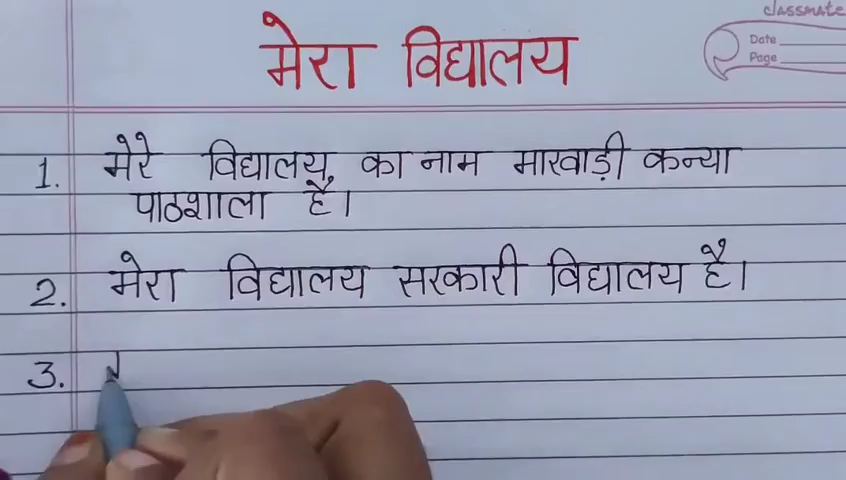 classmate
Date
Page
मेरा विद्यालय
1. मेरे विद्यालय का नाम मारवाड़ी कन्या
पाठशाला है।
2. मेरा विद्यालय सरकारी विद्यालय है।
3.